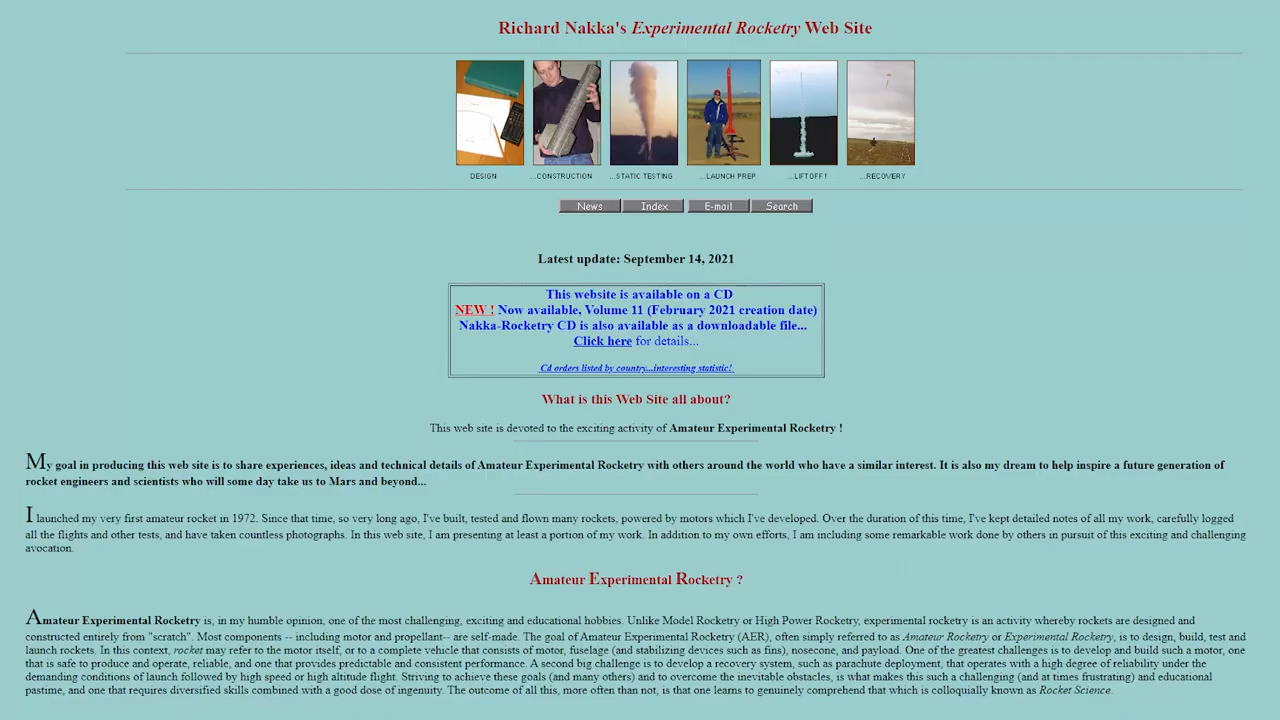 Richard Nakka's Experimental Rocketry Web Site
DESIGN ...CONSTRUCTION ...STATIC TESTING ...LAUNCH PREP ...LIFTOFF! ...RECOVERY
News Index E-mail Search
Latest update: September 14, 2021
This website is available on a CD
NEW ! Now available, Volume 11 (February 2021 creation date)
Nakka-Rocketry CD is also available as a downloadable file...
Click here for details...
Cd orders listed by country...interesting statistic!
What is this Web Site all about?
This web site is devoted to the exciting activity of Amateur Experimental Rocketry !
My goal in producing this web site is to share experiences, ideas and technical details of Amateur Experimental Rocketry with others around the world who have a similar interest. It is also my dream to help inspire a future generation of
rocket engineers and scientists who will some day take us to Mars and beyond...
I launched my very first amateur rocket in 1972. Since that time, so very long ago, I've built, tested and flown many rockets, powered by motors which I've developed. Over the duration of this time, I've kept detailed notes of all my work, carefully logged
all the flights and other tests, and have taken countless photographs. In this web site, I am presenting at least a portion of my work. In addition to my own efforts, I am including some remarkable work done by others in pursuit of this exciting and challenging
avocation.
Amateur Experimental Rocketry ?
Amateur Experimental Rocketry is, in my humble opinion, one of the most challenging, exciting and educational hobbies. Unlike Model Rocketry or High Power Rocketry, experimental rocketry is an activity whereby rockets are designed and
constructed entirely from "scratch". Most components -- including motor and propellant-- are self-made. The goal of Amateur Experimental Rocketry (AER), often simply referred to as Amateur Rocketry or Experimental Rocketry, is to design, build, test and
launch rockets. In this context, rocket may refer to the motor itself, or to a complete vehicle that consists of motor, fuselage (and stabilizing devices such as fins), nosecone, and payload. One of the greatest challenges is to develop and build such a motor, one
that is safe to produce and operate, reliable, and one that provides predictable and consistent performance. A second big challenge is to develop a recovery system, such as parachute deployment, that operates with a high degree of reliability under the
demanding conditions of launch followed by high speed or high altitude flight. Striving to achieve these goals (and many others) and to overcome the inevitable obstacles, is what makes this such a challenging (and at times frustrating) and educational
pastime, and one that requires diversified skills combined with a good dose of ingenuity. The outcome of all this, more often than not, is that one learns to genuinely comprehend that which is colloquially known as Rocket Science.